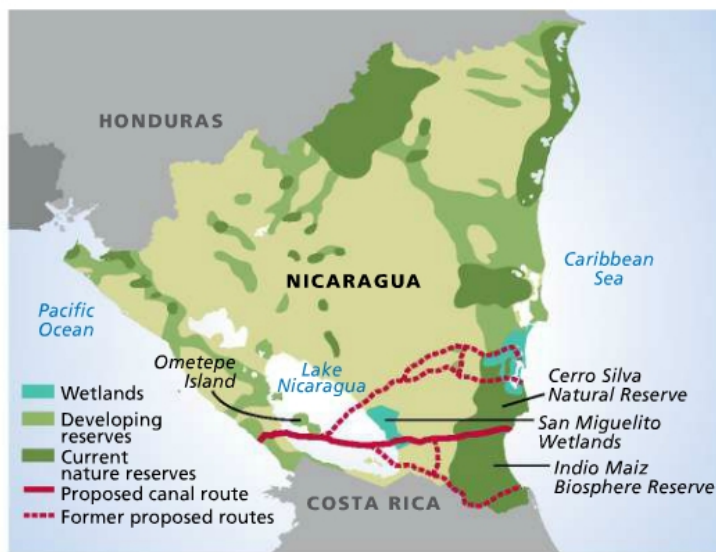 HONDURAS
NICARAGUA
Caribbean
Sea
Pacific
Ocean
Ometepe
Island
Lake
Nicaragua
Cerro Silva
Natural Reserve
San Miguelito
Wetlands
Indio Maiz
Biosphere Reserve
COSTA RICA
Wetlands
Developing
reserves
Current
nature reserves
Proposed canal route
Former proposed routes